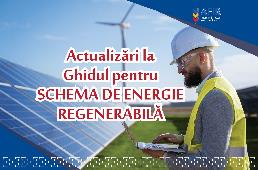 Actualizări la
Ghidul pentru
SCHEMA DE ENERGIE
REGENERABILĂ